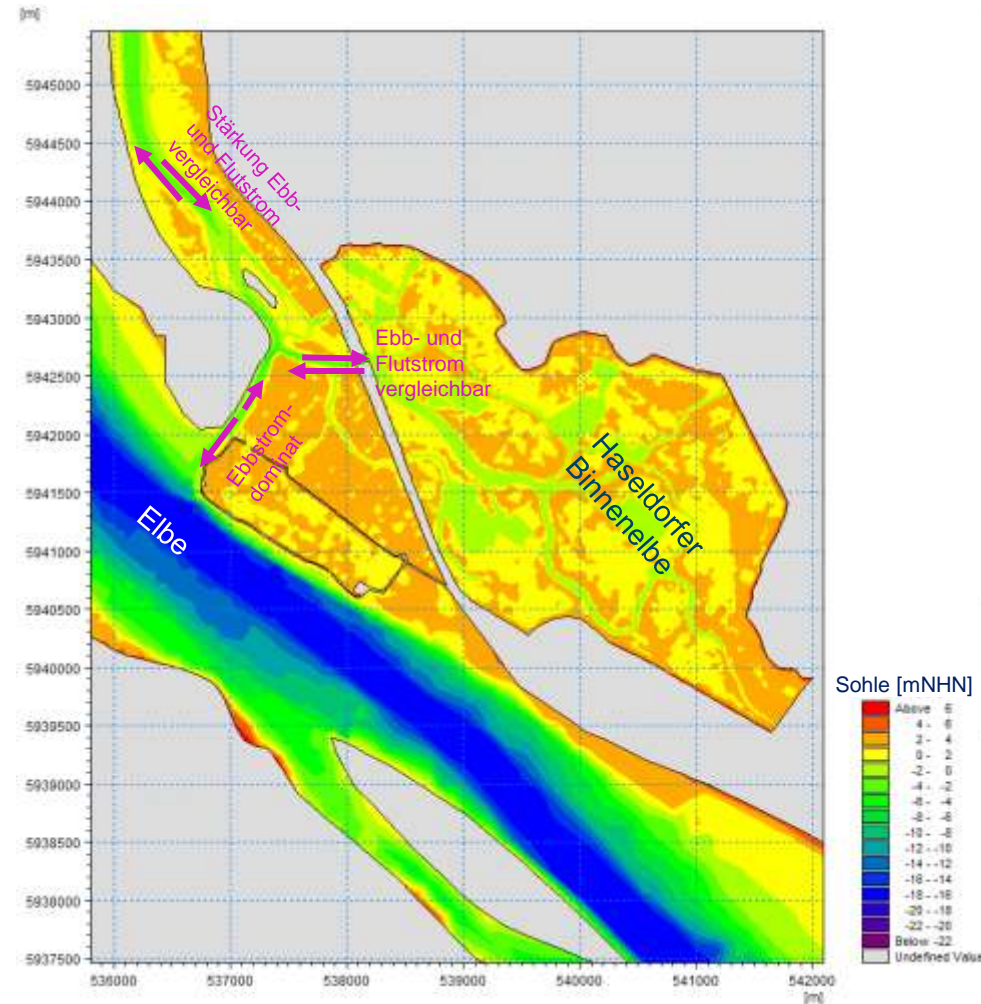 [m]
5945000
5944500
5944000
5943500
5943000
5942500
5942000
5941500
5941000
5940500
5940000
5939500
5939000
5938500
5938000
5937500
536000
537000
538000
539000
540000
541000
542000
[m]
Stärkung Ebb-
und Flutstrom
vergleichbar
Ebb- und
Flutstrom
vergleichbar
Ebbstrom-
dominat
Elbe
Haseldorfer
Binnenelbe
Sohle [mNHN]
Above 6
4 - 6
2 - 4
0 - 2
-2 - 0
-4 - -2
-6 - -4
-8 - -6
-10 - -8
-12 - -10
-14 - -12
-16 - -14
-18 - -16
-20 - -18
-22 - -20
Below -22
Undefined Value